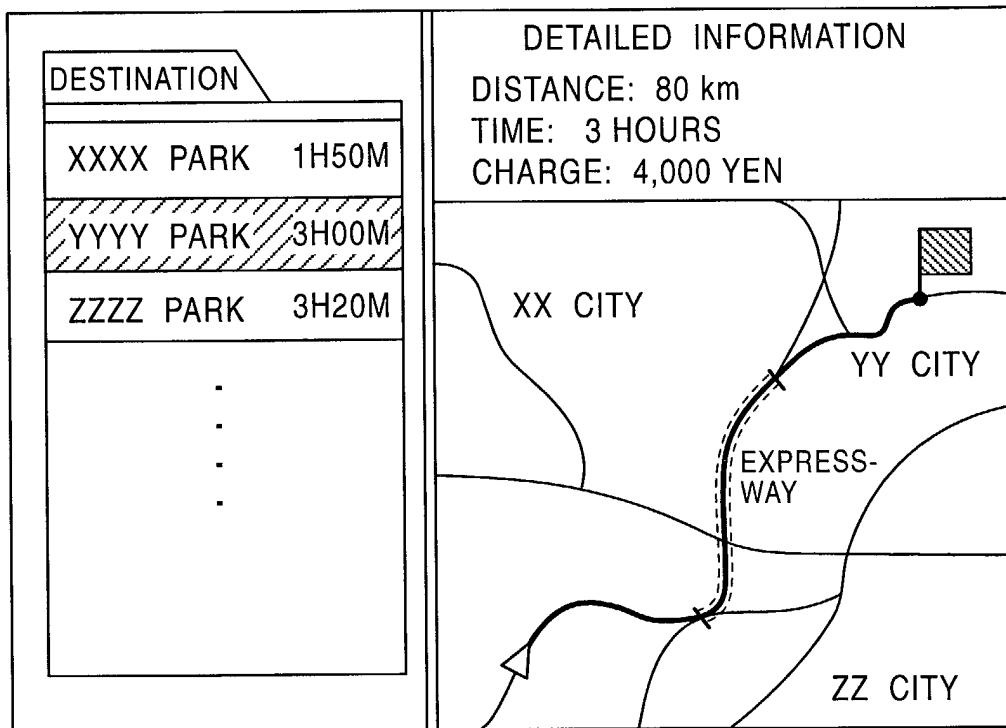 DESTINATION
XXXX PARK 1H50M
YYYY PARK 3H00M
ZZZZ PARK 3H20M
DETAILED INFORMATION
DISTANCE: 80 km
TIME: 3 HOURS
CHARGE: 4,000 YEN
XX CITY
YY CITY
EXPRESS-
WAY
ZZ CITY